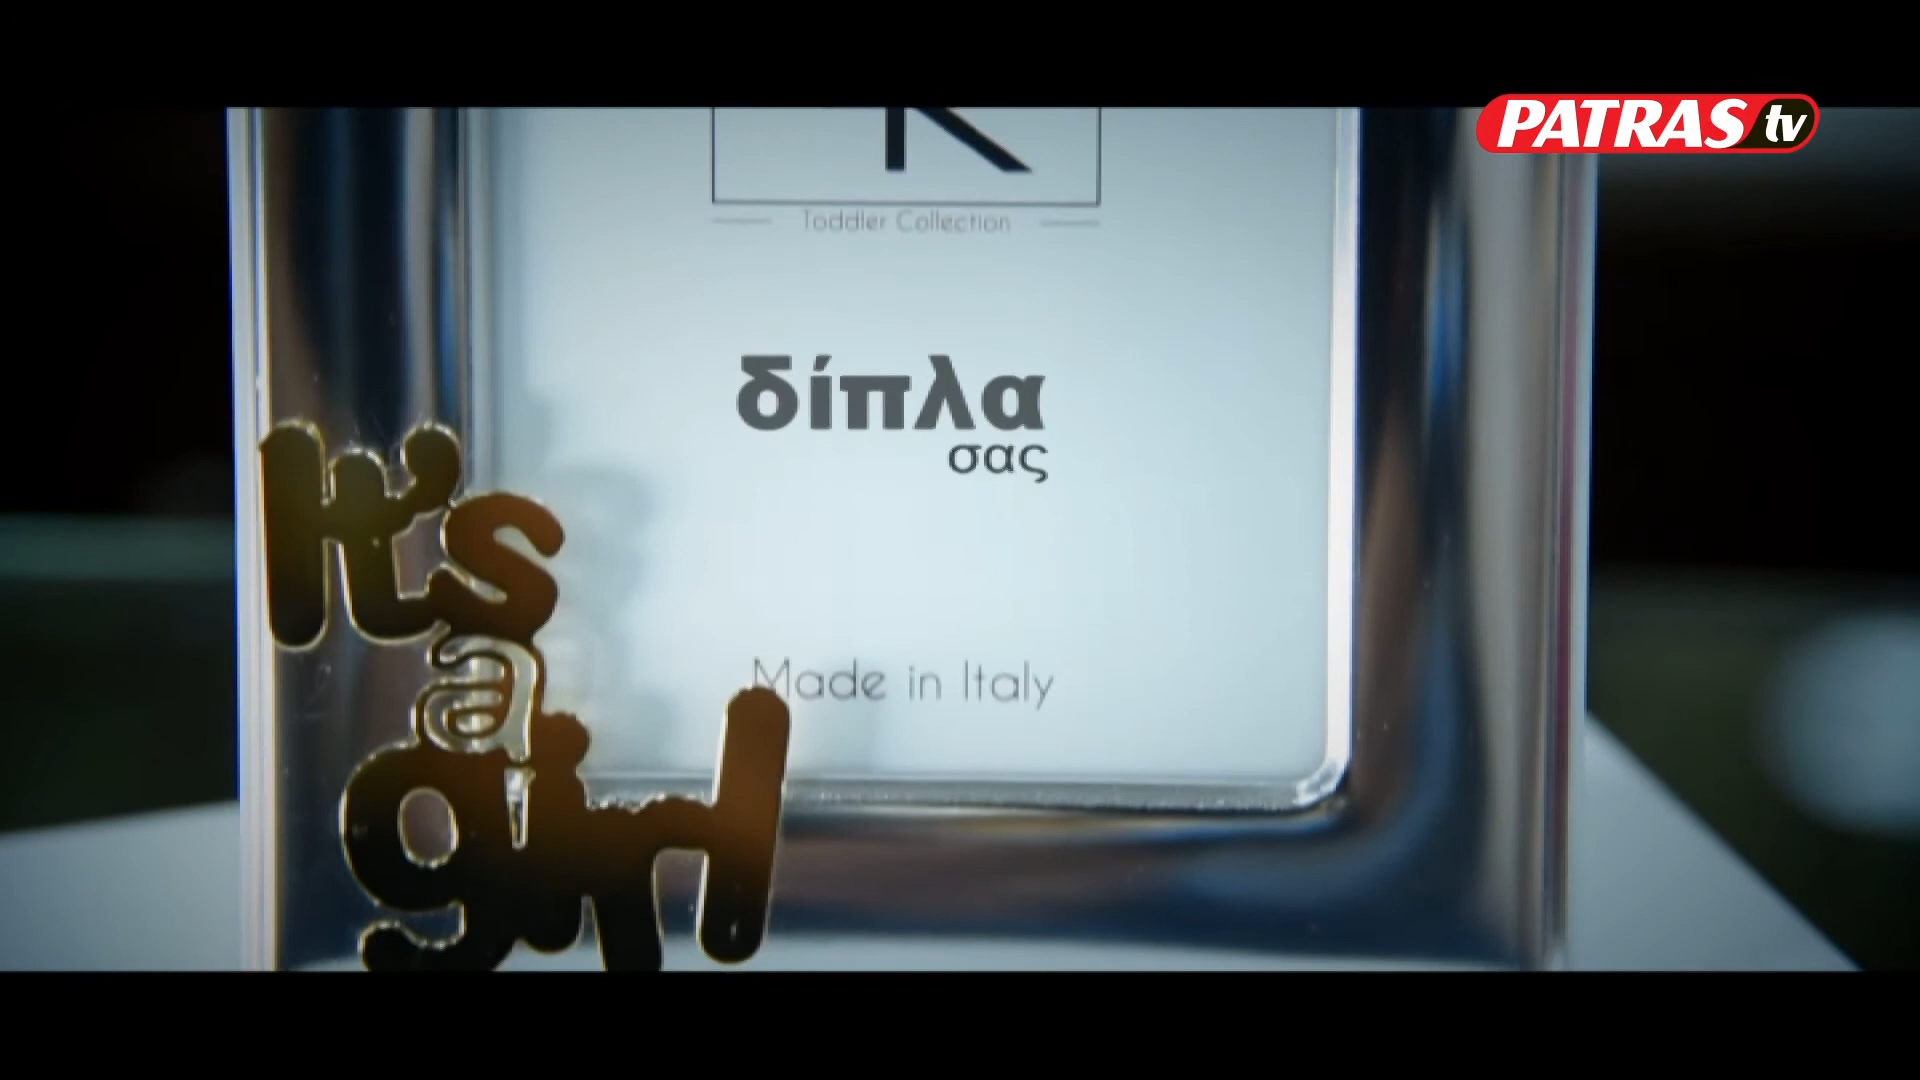 PATRAS tv
Toddler Collection
δίπλα
σας
It's
a
girl
Made in Italy